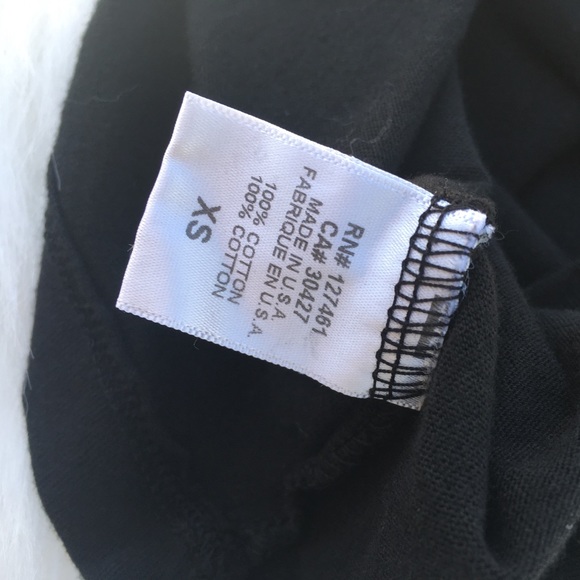 RN# 127461
CA# 30427
MADE IN U.S.A.
FABRIQUE EN U.S.A.
100% COTTON
100% COTON
XS